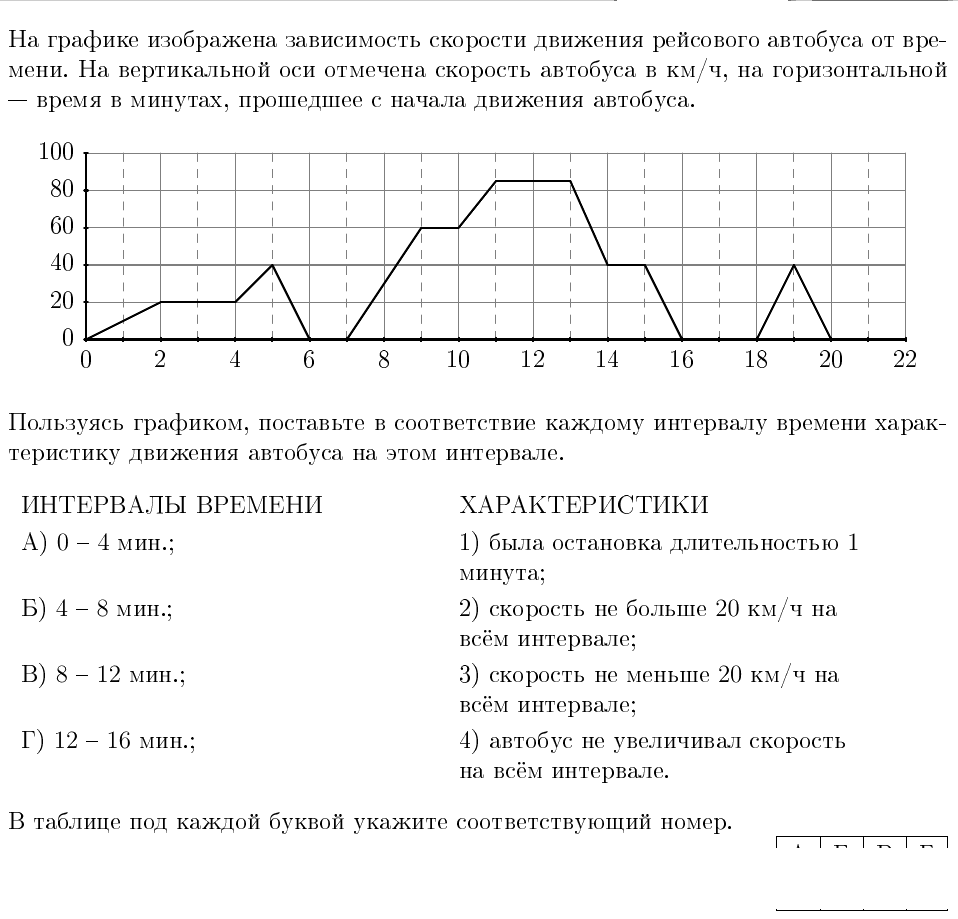 На графике изображена зависимость скорости движения рейсового автобуса от вре-
мени. На вертикальной оси отмечена скорость автобуса в км/ч, на горизонтальной
— время в минутах, прошедшее с начала движения автобуса.
100
80
60
40
20
0
0 2 4 6 8 10 12 14 16 18 20 22
Пользуясь графиком, поставьте в соответствие каждому интервалу времени харак-
теристику движения автобуса на этом интервале.
ИНТЕРВАЛЫ ВРЕМЕНИ ХАРАКТЕРИСТИКИ
А) 0 – 4 мин.; 1) была остановка длительностью 1
минута;
Б) 4 – 8 мин.; 2) скорость не больше 20 км/ч на
всём интервале;
В) 8 – 12 мин.; 3) скорость не меньше 20 км/ч на
всём интервале;
Г) 12 – 16 мин.; 4) автобус не увеличивал скорость
на всём интервале.
В таблице под каждой буквой укажите соответствующий номер.